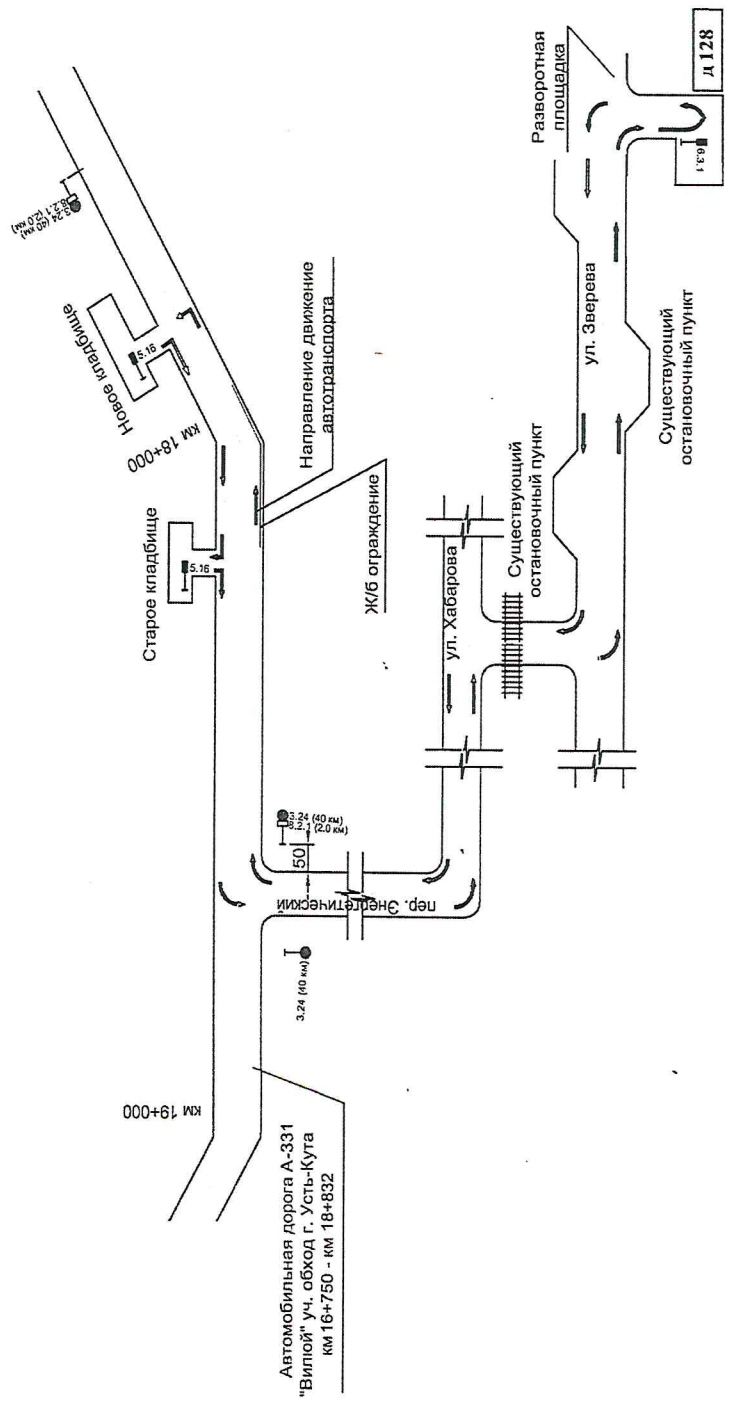 3.24 (40 км)
8.2.1 (2.0 км)
Новое кладбище
5.16
км 18+000
Старое кладбище
5.16
Направление движение
автотранспорта
Ж/б ограждение
3.24 (40 км)
8.2.1 (2.0 км)
50
пер. Энергетический
3.24 (40 км)
км 19+000
Автомобильная дорога А-331
"Вилюй" уч. обход г. Усть-Кута
км16+750 - км 18+832
ул. Хабарова
Существующий
остановочный пункт
ул. Зверева
Существующий
остановочный пункт
Разворотная
площадка
6.3.1
д 128